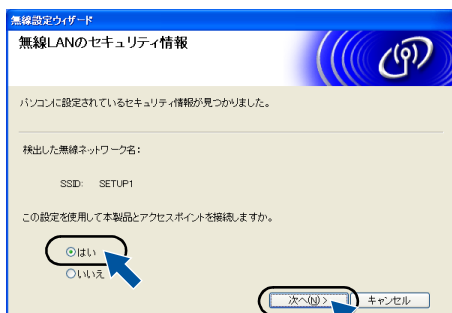 無線設定ウィザード
無線LANのセキュリティ情報
パソコンに設定されているセキュリティ情報が見つかりました。
検出した無線ネットワーク名:
SSID: SETUP1
この設定を使用して本製品とアクセスポイントを接続しますか。
はい
いいえ
次へ(N) >
キャンセル